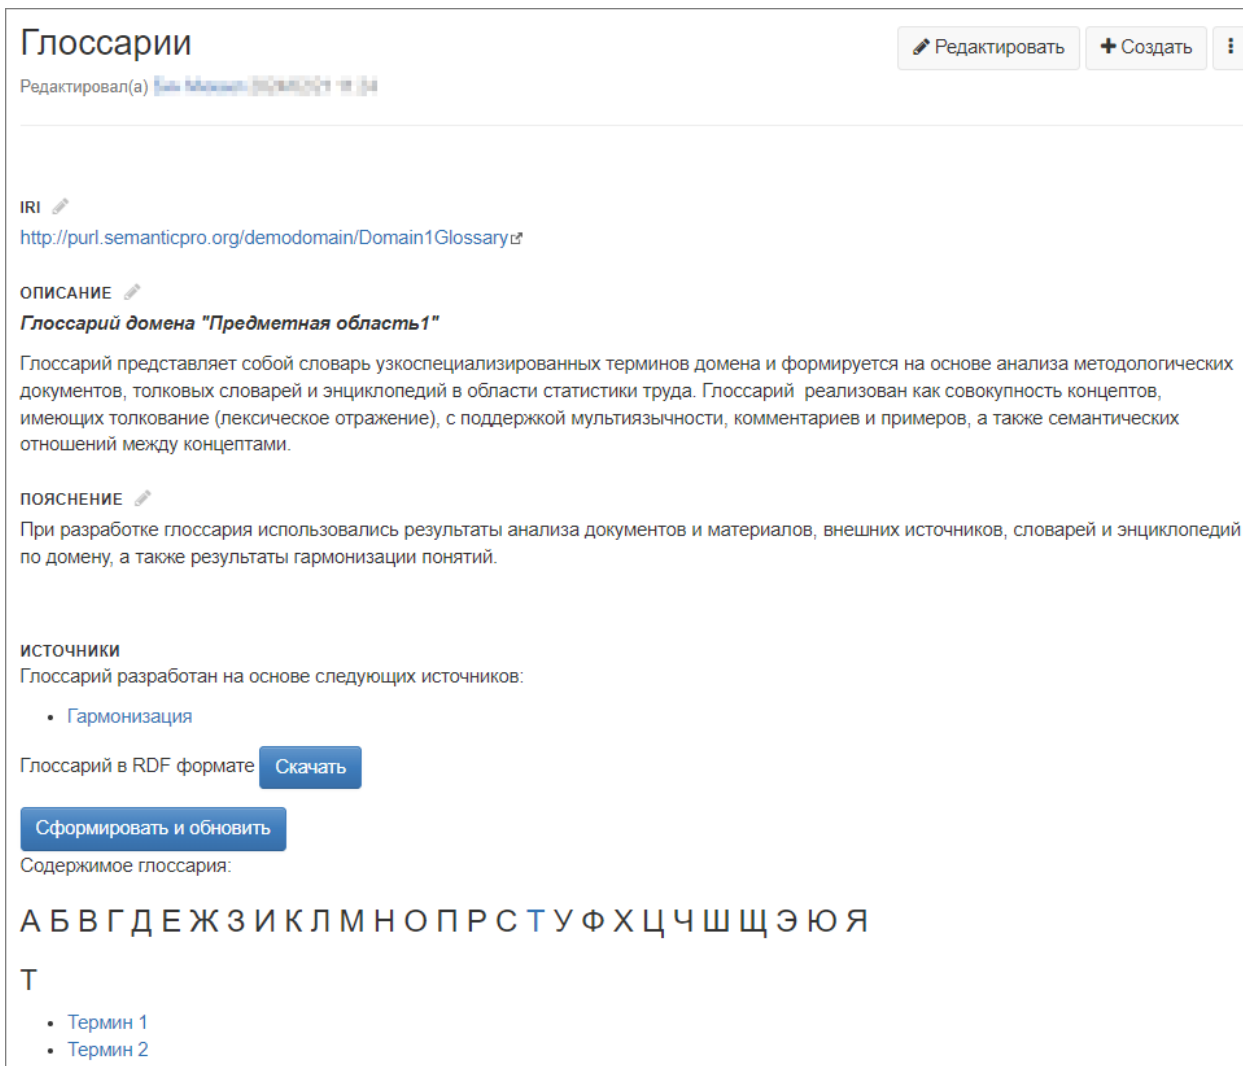 Глоссарии
Редактировать
Создать
Редактировал(а)
IRI
http://purl.semanticpro.org/demodomain/Domain1Glossary
ОПИСАНИЕ
Глоссарий домена "Предметная область1"
Глоссарий представляет собой словарь узкоспециализированных терминов домена и формируется на основе анализа методологических
документов, толковых словарей и энциклопедий в области статистики труда. Глоссарий реализован как совокупность концептов,
имеющих толкование (лексическое отражение), с поддержкой мультиязычности, комментариев и примеров, а также семантических
отношений между концептами.
ПОЯСНЕНИЕ
При разработке глоссария использовались результаты анализа документов и материалов, внешних источников, словарей и энциклопедий
по домену, а также результаты гармонизации понятий.
ИСТОЧНИКИ
Глоссарий разработан на основе следующих источников:
• Гармонизация
Глоссарий в RDF формате Скачать
Сформировать и обновить
Содержимое глоссария:
А Б В Г Д Е Ж З И К Л М Н О П Р С Т У Ф Х Ц Ч Ш Щ Э Ю Я
Т
• Термин 1
• Термин 2